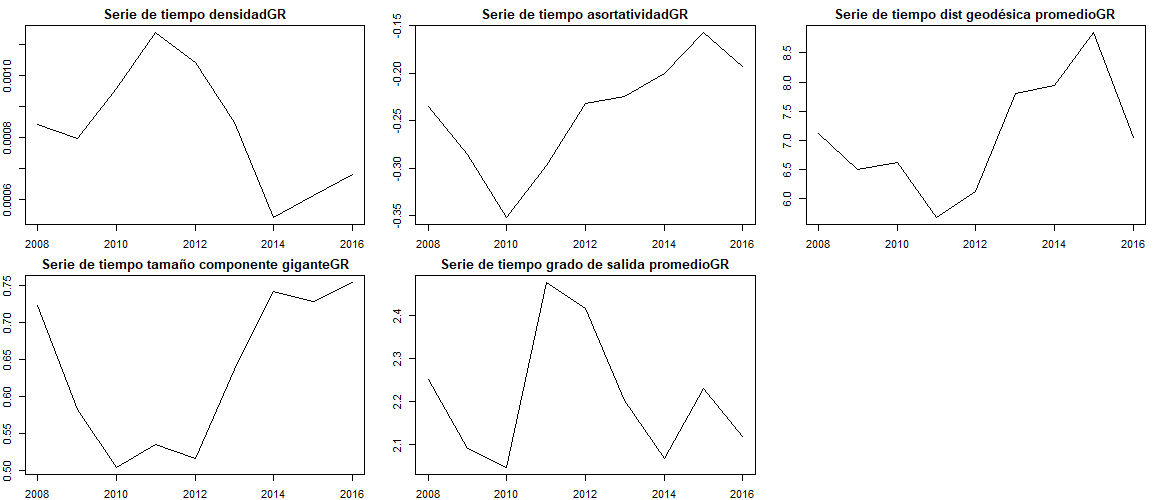 Serie de tiempo densidadGR
0.0010
0.0008
0.0006
2008 2010 2012 2014 2016
Serie de tiempo asortatividadGR
-0.15
-0.20
-0.25
-0.30
-0.35
2008 2010 2012 2014 2016
Serie de tiempo dist geodésica promedioGR
8.5
8.0
7.5
7.0
6.5
6.0
2008 2010 2012 2014 2016
Serie de tiempo tamaño componente giganteGR
0.75
0.70
0.65
0.60
0.55
0.50
2008 2010 2012 2014 2016
Serie de tiempo grado de salida promedioGR
2.4
2.3
2.2
2.1
2008 2010 2012 2014 2016